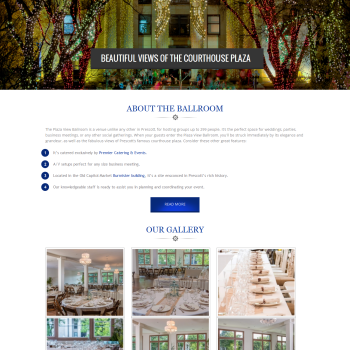 BEAUTIFUL VIEWS OF THE COURTHOUSE PLAZA
ABOUT THE BALLROOM
The Plaza View Ballroom is a venue unlike any other in Prescott for inviting groups up to 200 people. It's the perfect space for weddings, parties,
business meetings, or any other social gatherings. When your guests enter the Plaza View Ballroom, you'll be struck immediately by its elegance and
grandeur, as well as the fabulous views of Prescott's famous courthouse plaza. Consider these other great features:
1 It's catered exclusively by Premier Catering & Events.
2 A/V setups perfect for any size business meeting.
3 Located in the Old Capitol Market Burmister building, it's a site ensconced in Prescott's rich history.
4 Our knowledgeable staff is ready to assist you in planning and coordinating your event.
READ MORE
OUR GALLERY